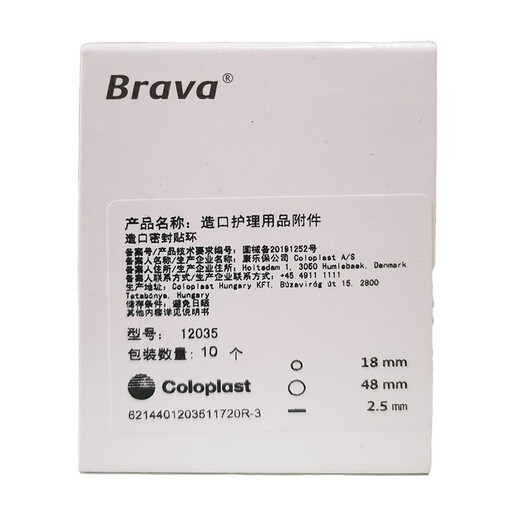 Brava®
产品名称：造口护理用品附件
造口密封贴环
备案号/产品技术要求编号：国械备20191252号
备案人名称/生产企业名称：康乐保公司 Coloplast A/S
备案人住所/生产企业住所：Holtedam 1, 3050 Humlebaek, Denmark
备案人联系方式/生产企业联系方式：+45 4911 1111
生产地址：Coloplast Hungary KFT. Búzavirág út 15, 2800
Tatabánya, Hungary
储存条件：避免日晒
其他内容详见说明书
型号： 12035
包装数量：10 个
18 mm
48 mm
2.5 mm
Coloplast
6214401203511720R-3